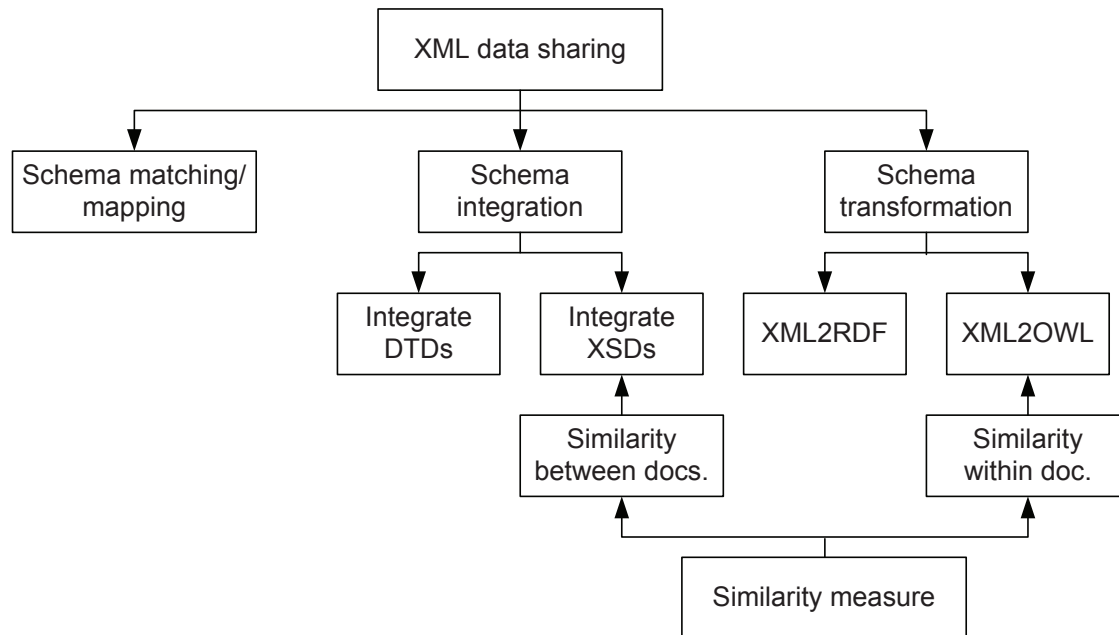 XML data sharing
Schema matching/
mapping
Schema
integration
Schema
transformation
Integrate
DTDs
Integrate
XSDs
XML2RDF
XML2OWL
Similarity
between docs.
Similarity
within doc.
Similarity measure